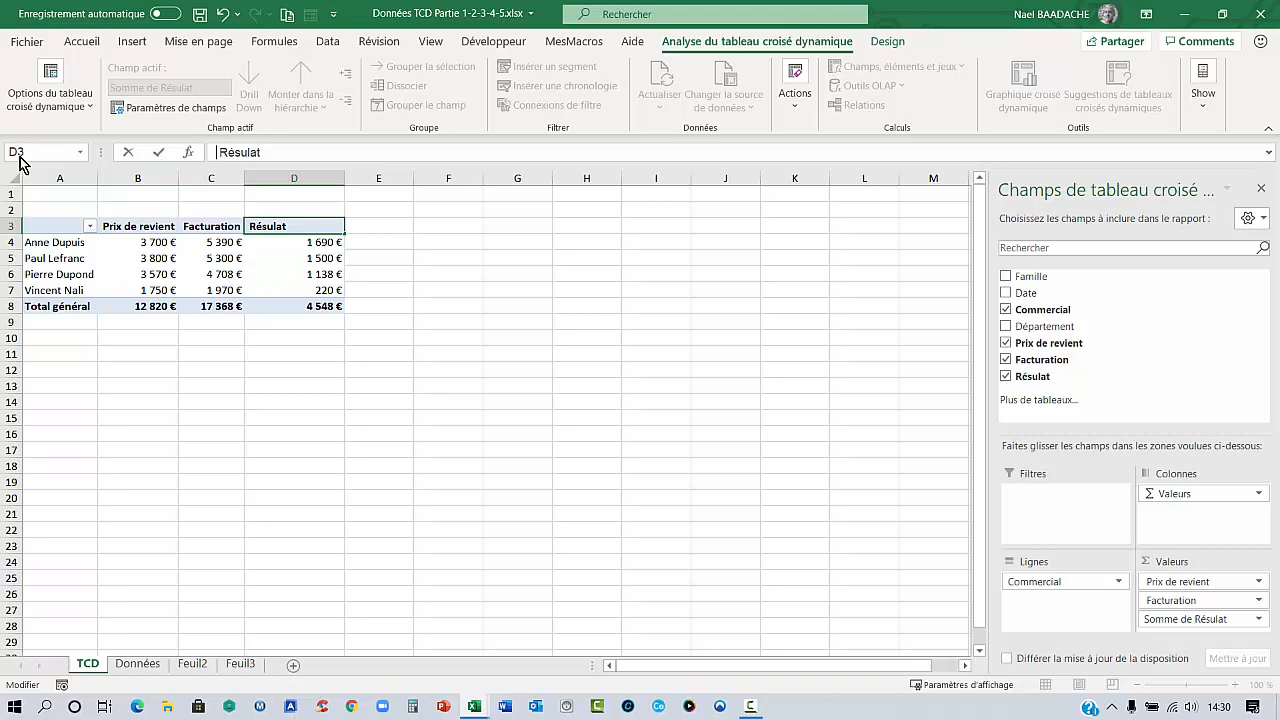 Enregistrement automatique
Données TCD Partie 1-2-3-4-5.xlsx
Rechercher
Nael BAADACHE
Fichier Accueil Insert Mise en page Formules Data Révision View Développeur MesMacros Aide Analyse du tableau croisé dynamique Design Partager Comments
Options du tableau
croisé dynamique
Champ actif :
Somme de Résulat
Paramètres de champs
Drill
Down
Monter dans la
hiérarchie
Champ actif
Grouper la sélection
Dissocier
Grouper le champ
Groupe
Insérer un segment
Insérer une chronologie
Connexions de filtre
Filtrer
Actualiser
Changer la source
de données
Données
Actions
Champs, éléments et jeux
Outils OLAP
Relations
Calculs
Graphique croisé
dynamique
Suggestions de tableaux
croisés dynamiques
Outils
Show
D3 fx Résulat
A B C D E F G H I J K L M
1
2
3 Prix de revient Facturation Résulat
4 Anne Dupuis 3 700 € 5 390 € 1 690 €
5 Paul Lefranc 3 800 € 5 300 € 1 500 €
6 Pierre Dupond 3 570 € 4 708 € 1 138 €
7 Vincent Nali 1 750 € 1 970 € 220 €
8 Total général 12 820 € 17 368 € 4 548 €
9
10
11
12
13
14
15
16
17
18
19
20
21
22
23
24
25
26
27
28
29
Champs de tableau croisé ...
Choisissez les champs à inclure dans le rapport :
Rechercher
Famille
Date
Commercial
Département
Prix de revient
Facturation
Résulat
Plus de tableaux...
Faites glisser les champs dans les zones voulues ci-dessous:
Filtres
Colonnes
Σ Valeurs
Lignes
Commercial
Σ Valeurs
Prix de revient
Facturation
Somme de Résulat
Différer la mise à jour de la disposition
Mettre à jour
TCD Données Feuil2 Feuil3
Modifier
Paramètres d'affichage
100 %
14:30